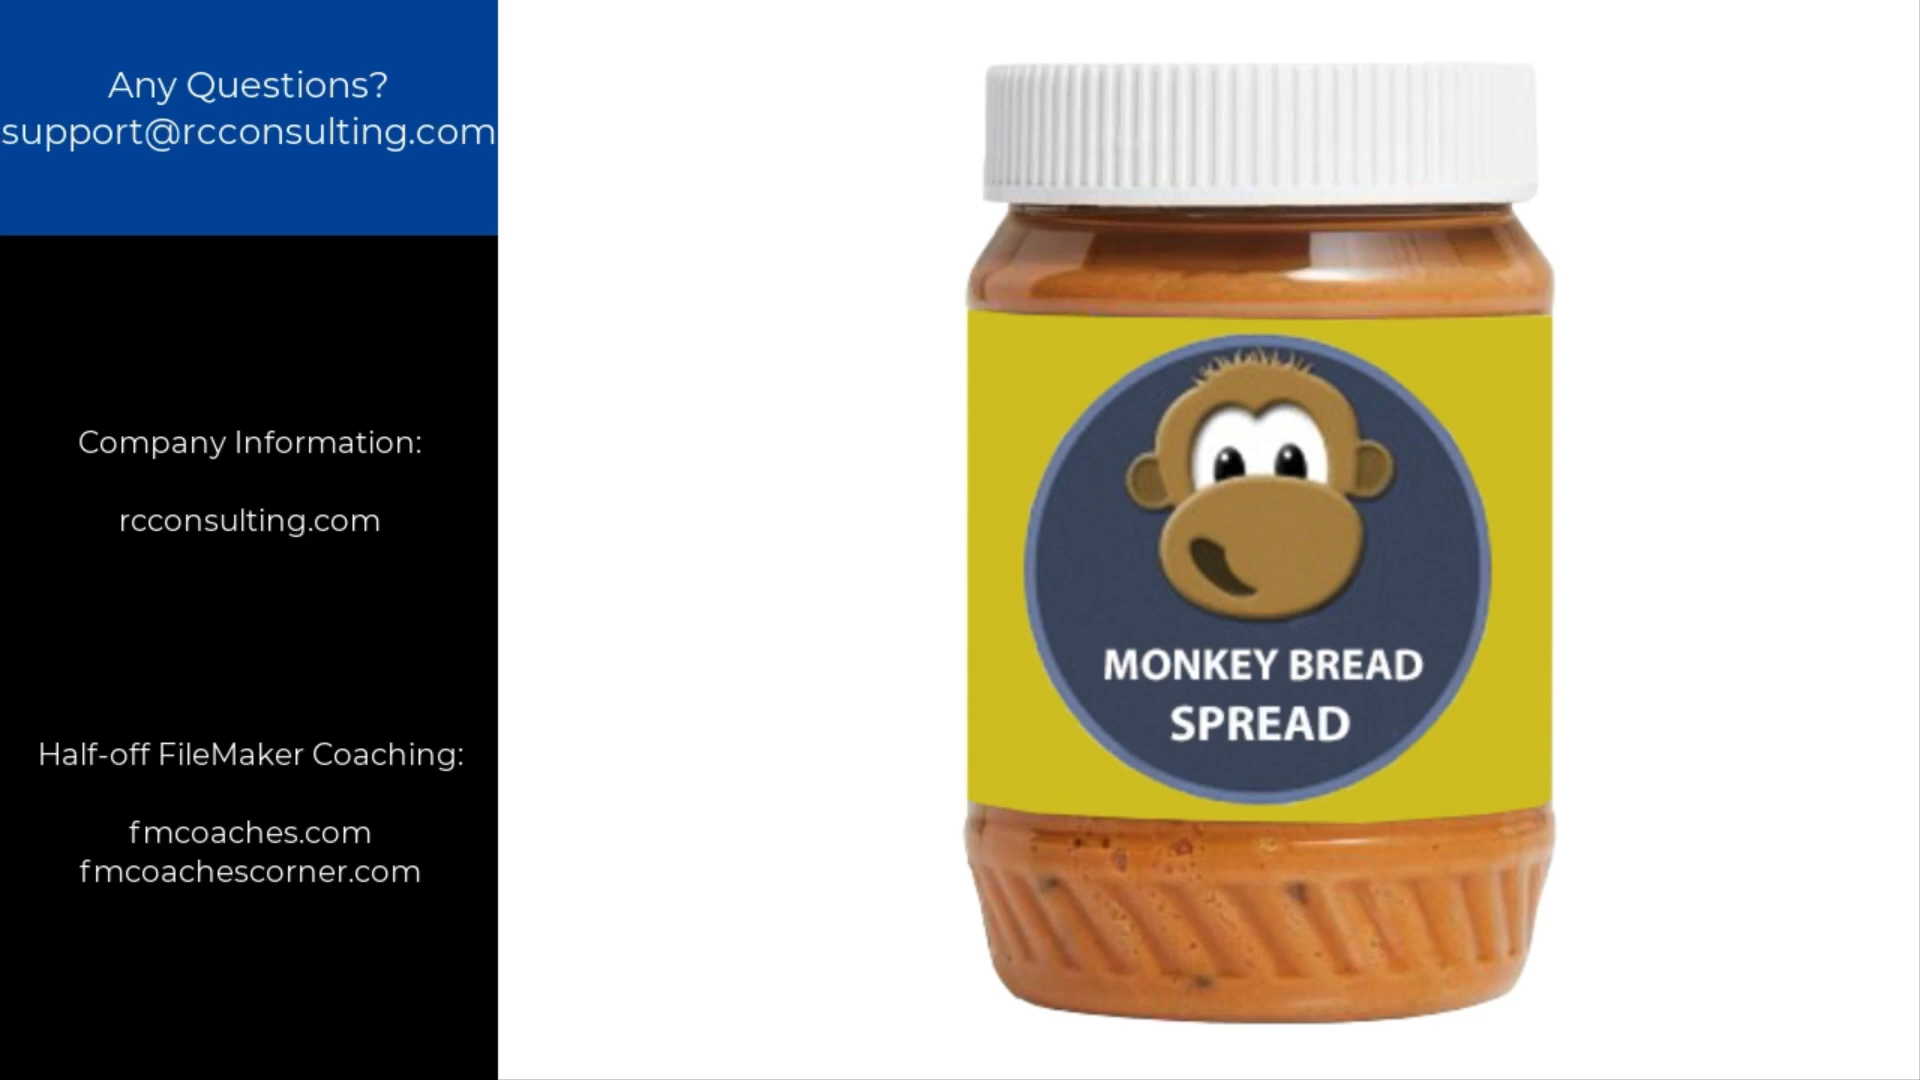 Any Questions?
support@rcconsulting.com
Company Information:
rcconsulting.com
Half-off FileMaker Coaching:
fmcoaches.com
fmcoachescorner.com
MONKEY BREAD
SPREAD